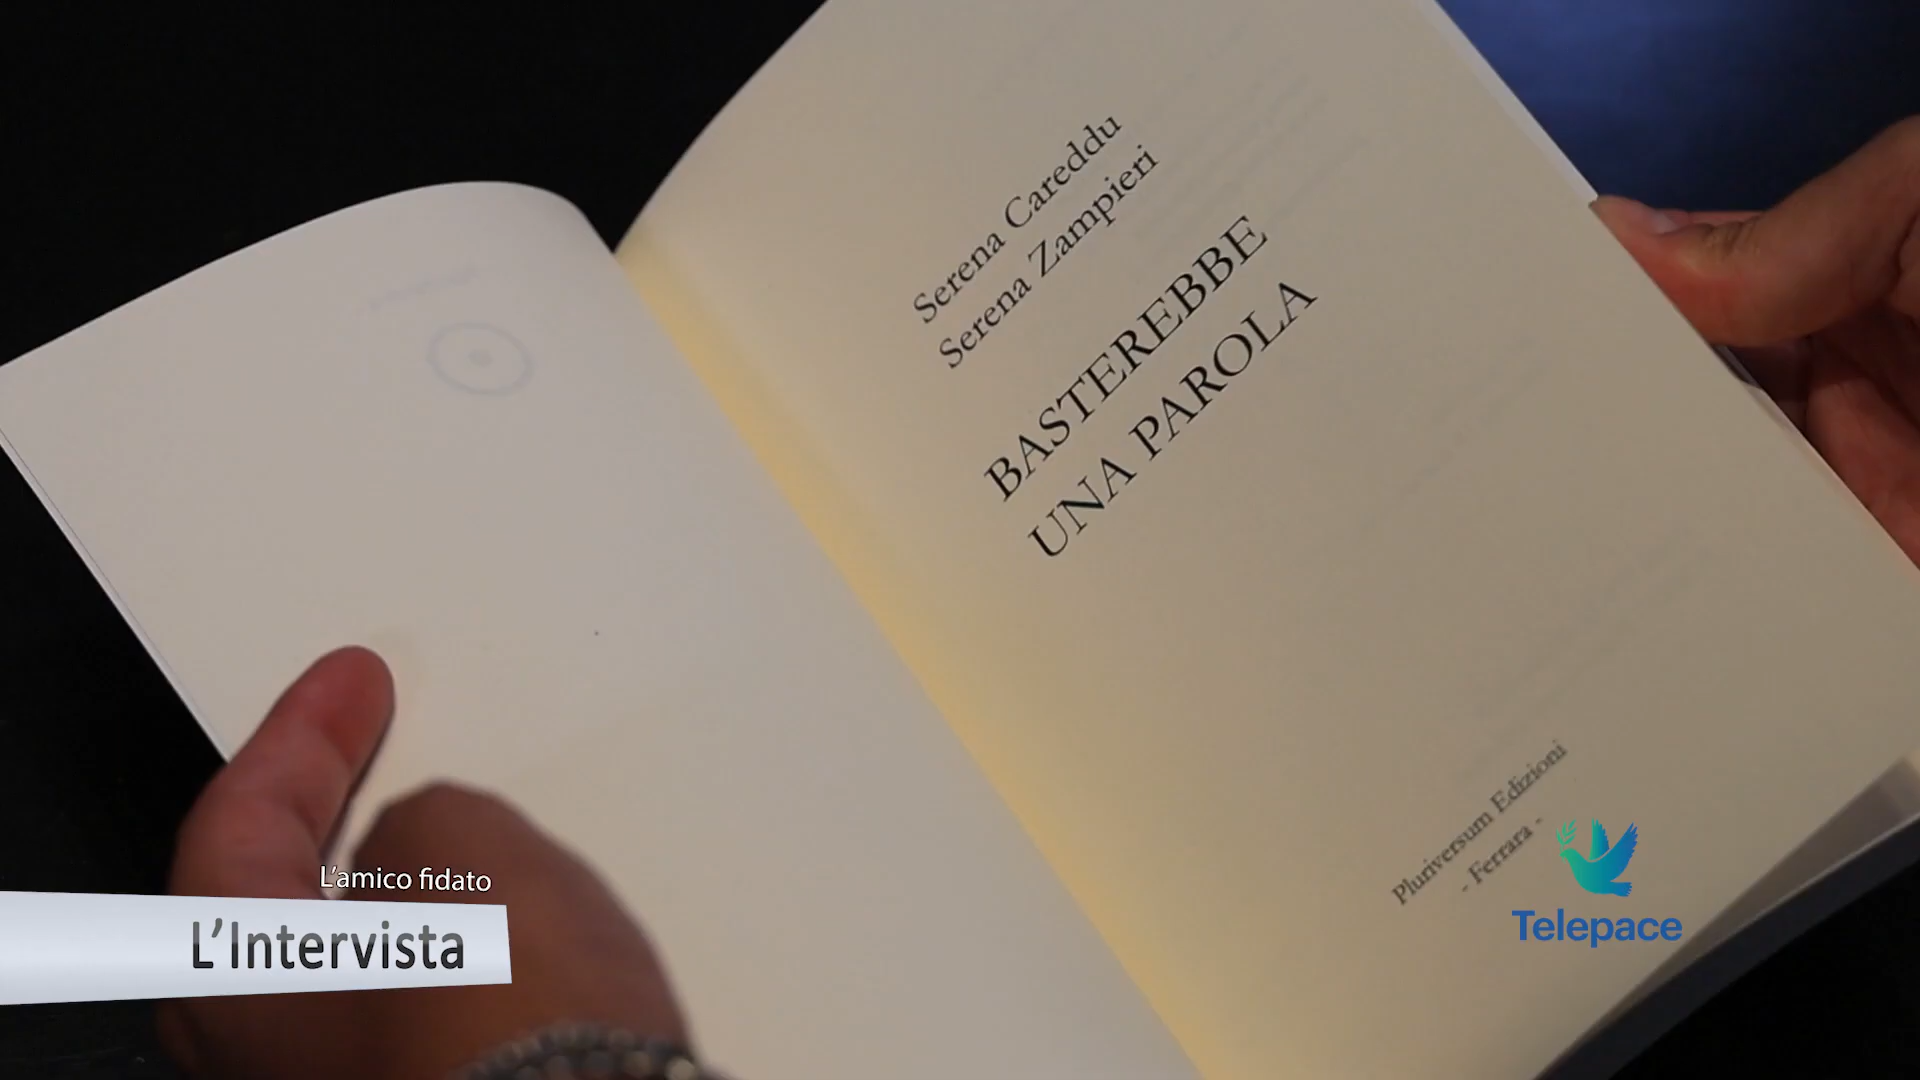 Serena Careddu
Serena Zampieri
BASTEREBBE
UNA PAROLA
Pluriversum Edizioni
- Ferrara -
L'amico fidato
L'Intervista
Telepace